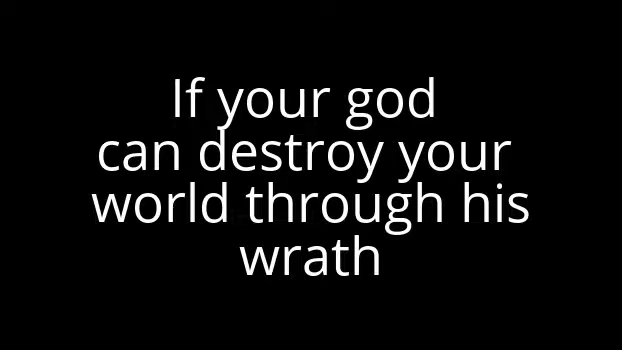 If your god
can destroy your
world through his
wrath